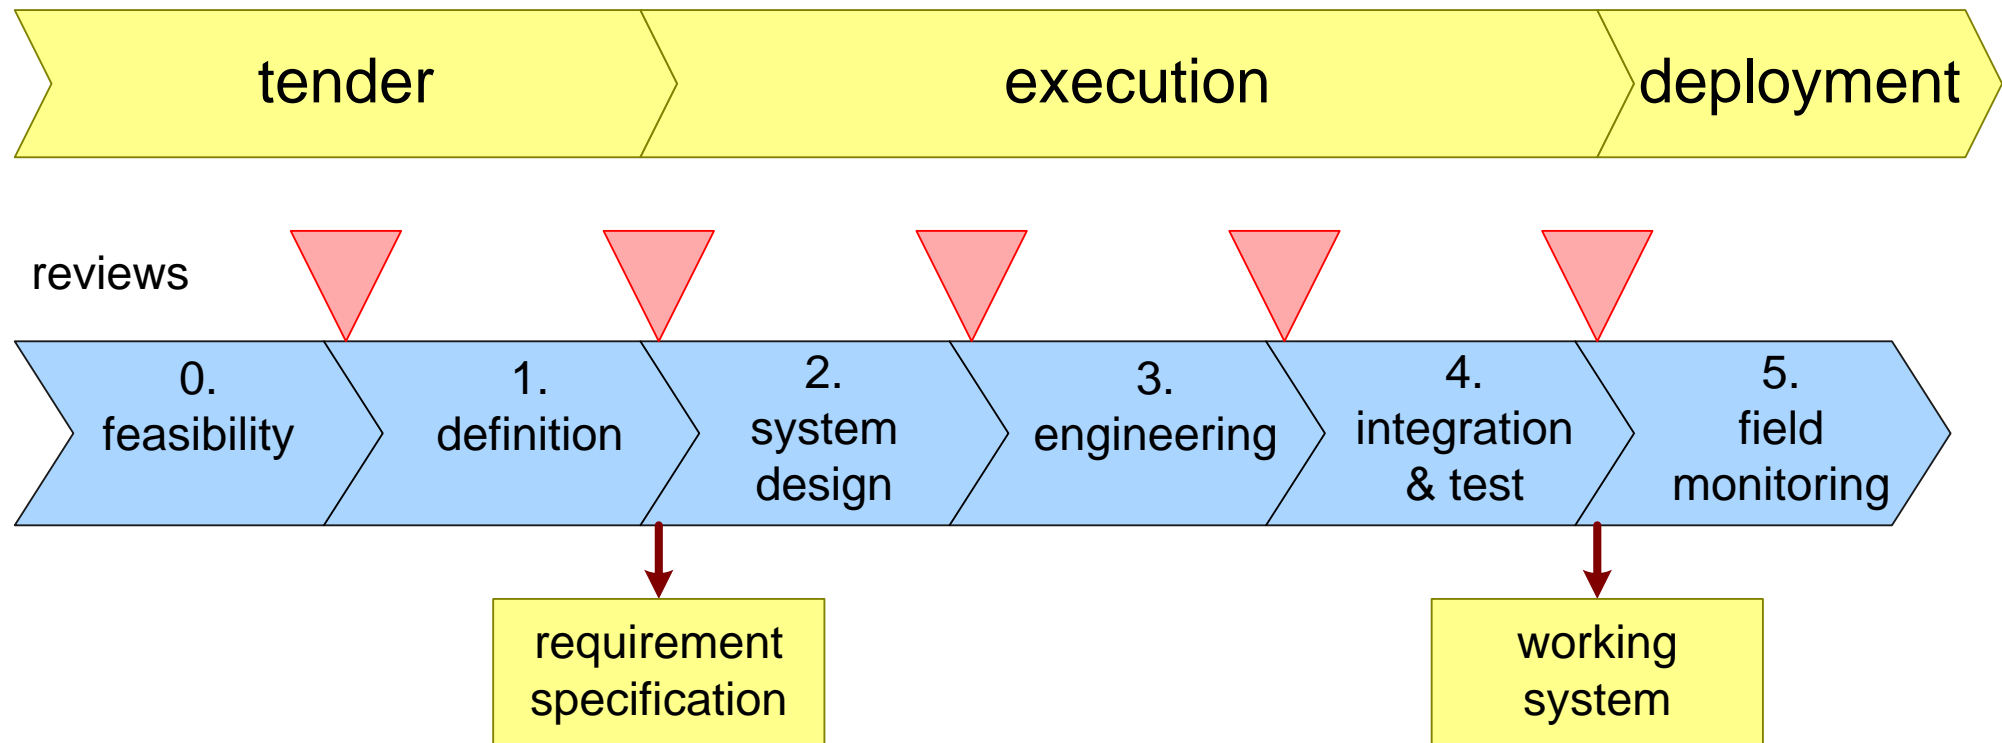 tender
execution
deployment
reviews
0.
feasibility
1.
definition
2.
system
design
3.
engineering
4.
integration
& test
5.
field
monitoring
requirement
specification
working
system